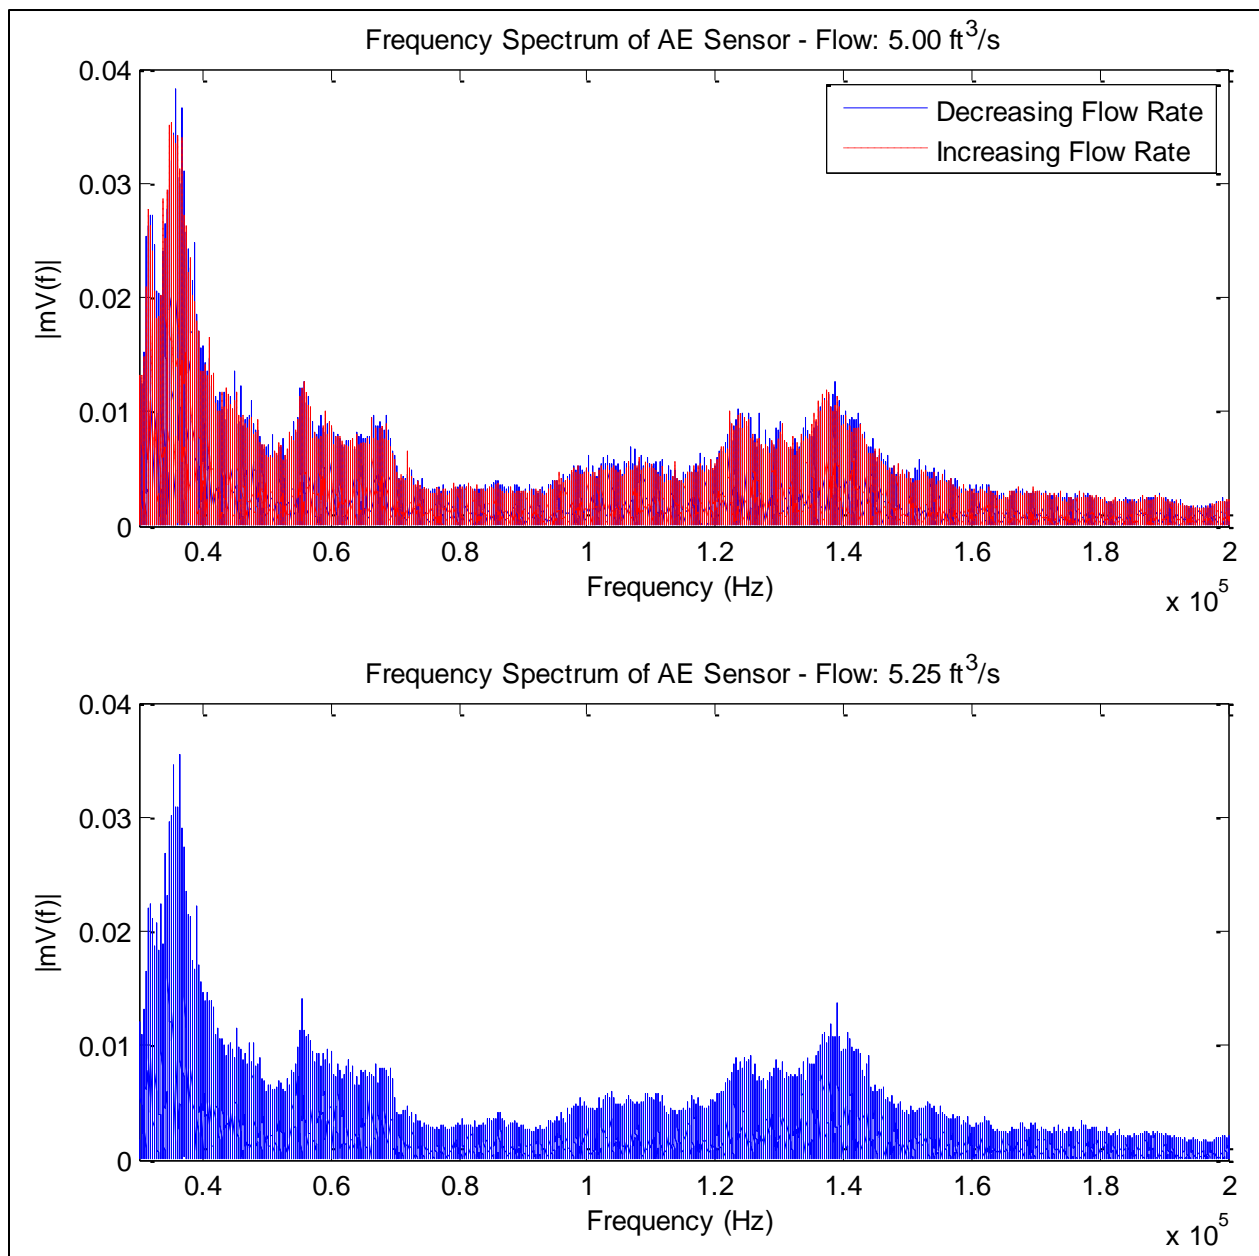 Frequency Spectrum of AE Sensor - Flow: 5.00 ft³/s
0.04
0.03
0.02
0.01
0
|mV(f)|
Decreasing Flow Rate
Increasing Flow Rate
0.4 0.6 0.8 1 1.2 1.4 1.6 1.8 2
Frequency (Hz)
x 10⁵
Frequency Spectrum of AE Sensor - Flow: 5.25 ft³/s
0.04
0.03
0.02
0.01
0
|mV(f)|
0.4 0.6 0.8 1 1.2 1.4 1.6 1.8 2
Frequency (Hz)
x 10⁵